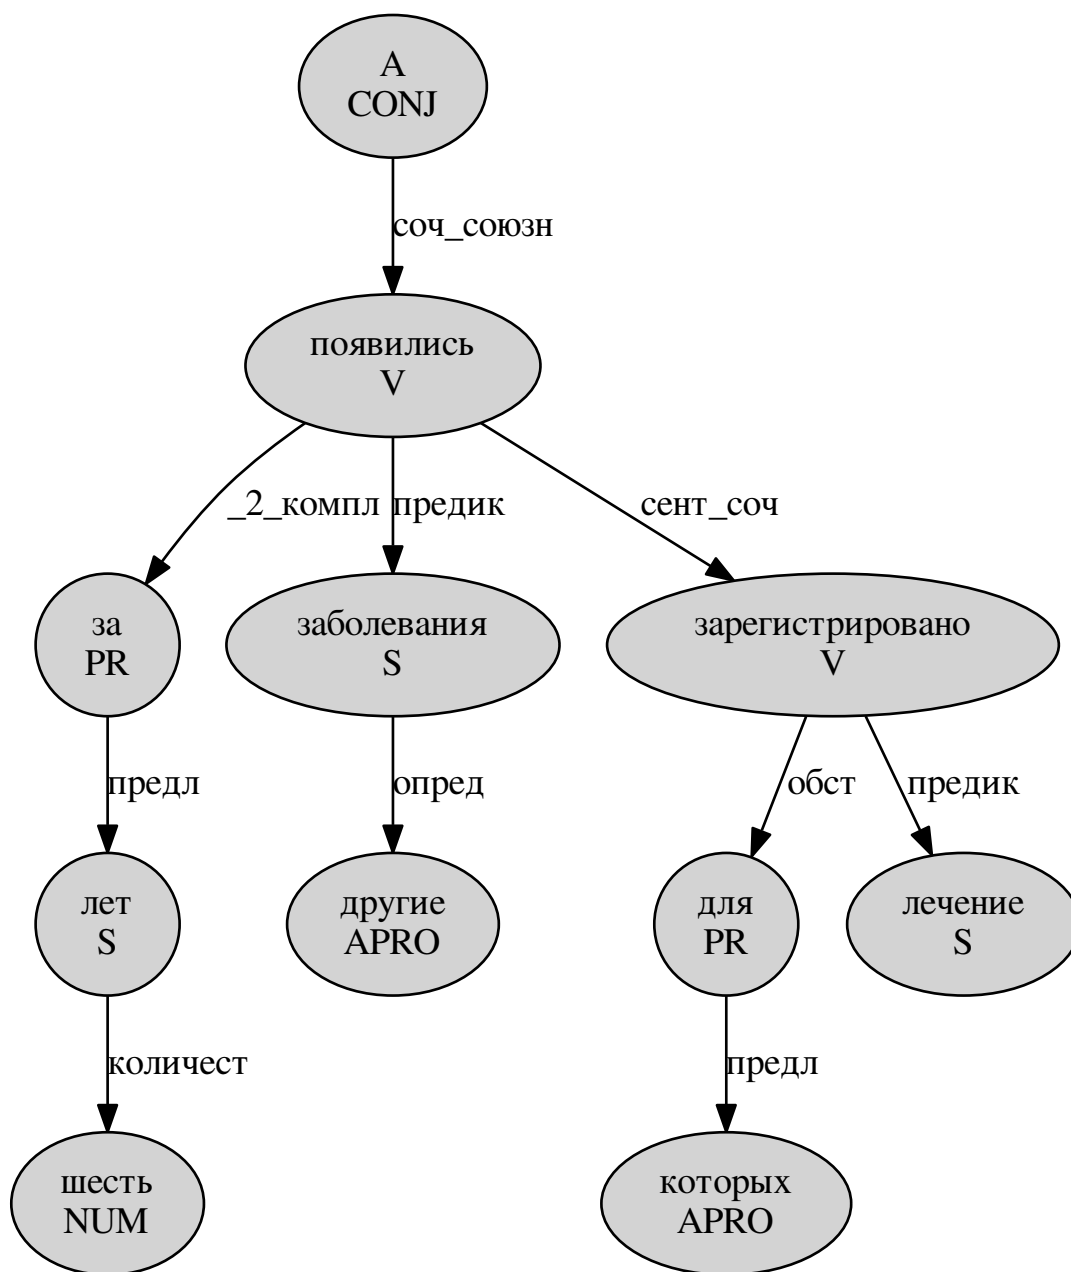 А
CONJ
соч_союзн
появились
V
_2_компл
предик
сент_соч
за
PR
заболевания
S
зарегистрировано
V
предл
опред
обст
предик
лет
S
другие
APRO
для
PR
лечение
S
количест
предл
шесть
NUM
которых
APRO